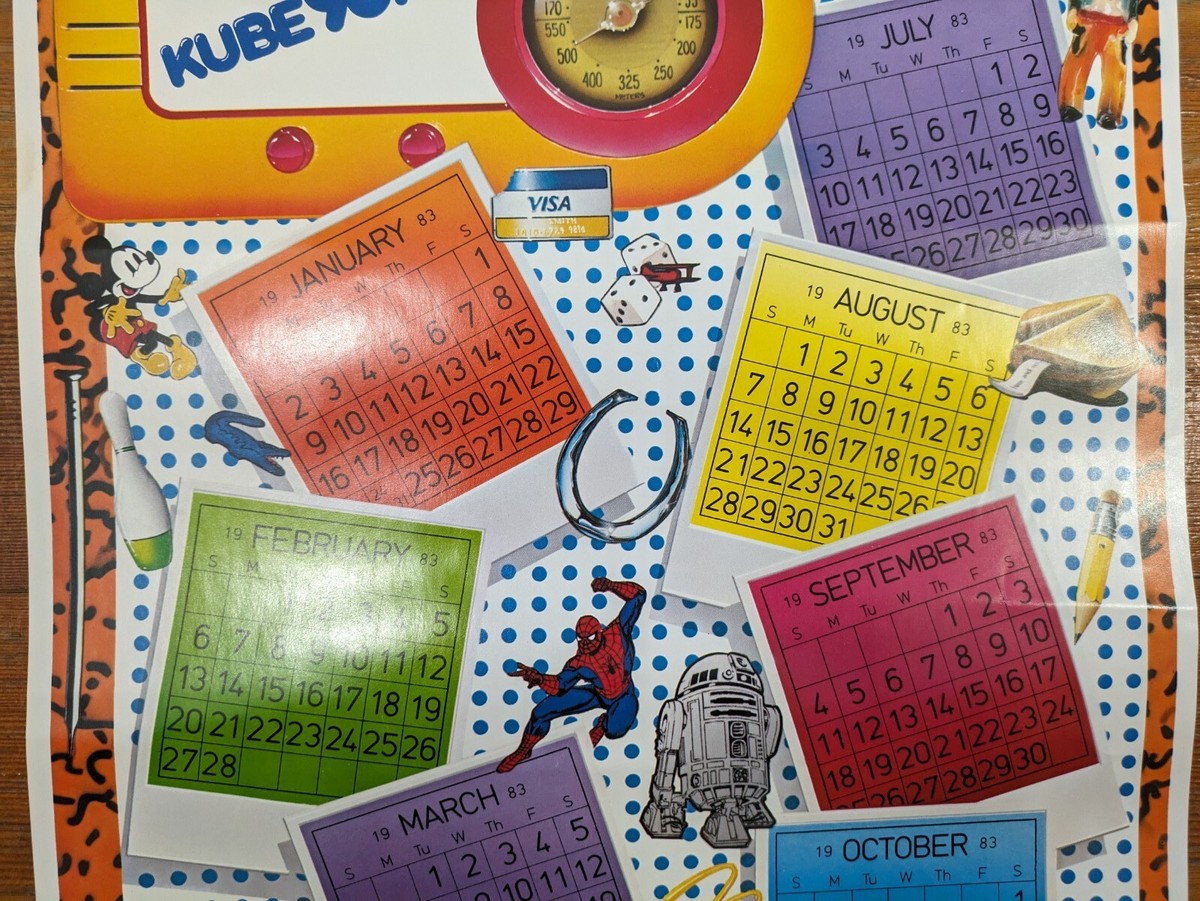 KUBE
170 550 500 400 325 250 200 175
METERS
19 JULY 83
S M Tu W Th F S
1 2
3 4 5 6 7 8 9
10 11 12 13 14 15 16
17 18 19 20 21 22 23
26 27 28 29 30
19 JANUARY 83
W Th F S
1
2 3 4 5 6 7 8
9 10 11 12 13 14 15
16 17 18 19 20 21 22
25 26 27 28 29
VISA
19 AUGUST 83
S M Tu W Th F S
1 2 3 4 5 6
7 8 9 10 11 12 13
14 15 16 17 18 19 20
21 22 23 24 25 26
28 29 30 31
19 FEBRUARY 83
S M F S
1 2 3 4 5
6 7 8 9 10 11 12
13 14 15 16 17 18 19
20 21 22 23 24 25 26
27 28
19 SEPTEMBER 83
S M Tu W Th F S
1 2 3
4 5 6 7 8 9 10
11 12 13 14 15 16 17
18 19 20 21 22 23 24
25 26 27 28 29 30
19 MARCH 83
S M Tu W Th F S
1 2 3 4 5
9 10 11 12
19 OCTOBER 83
S M Tu W Th F S
1